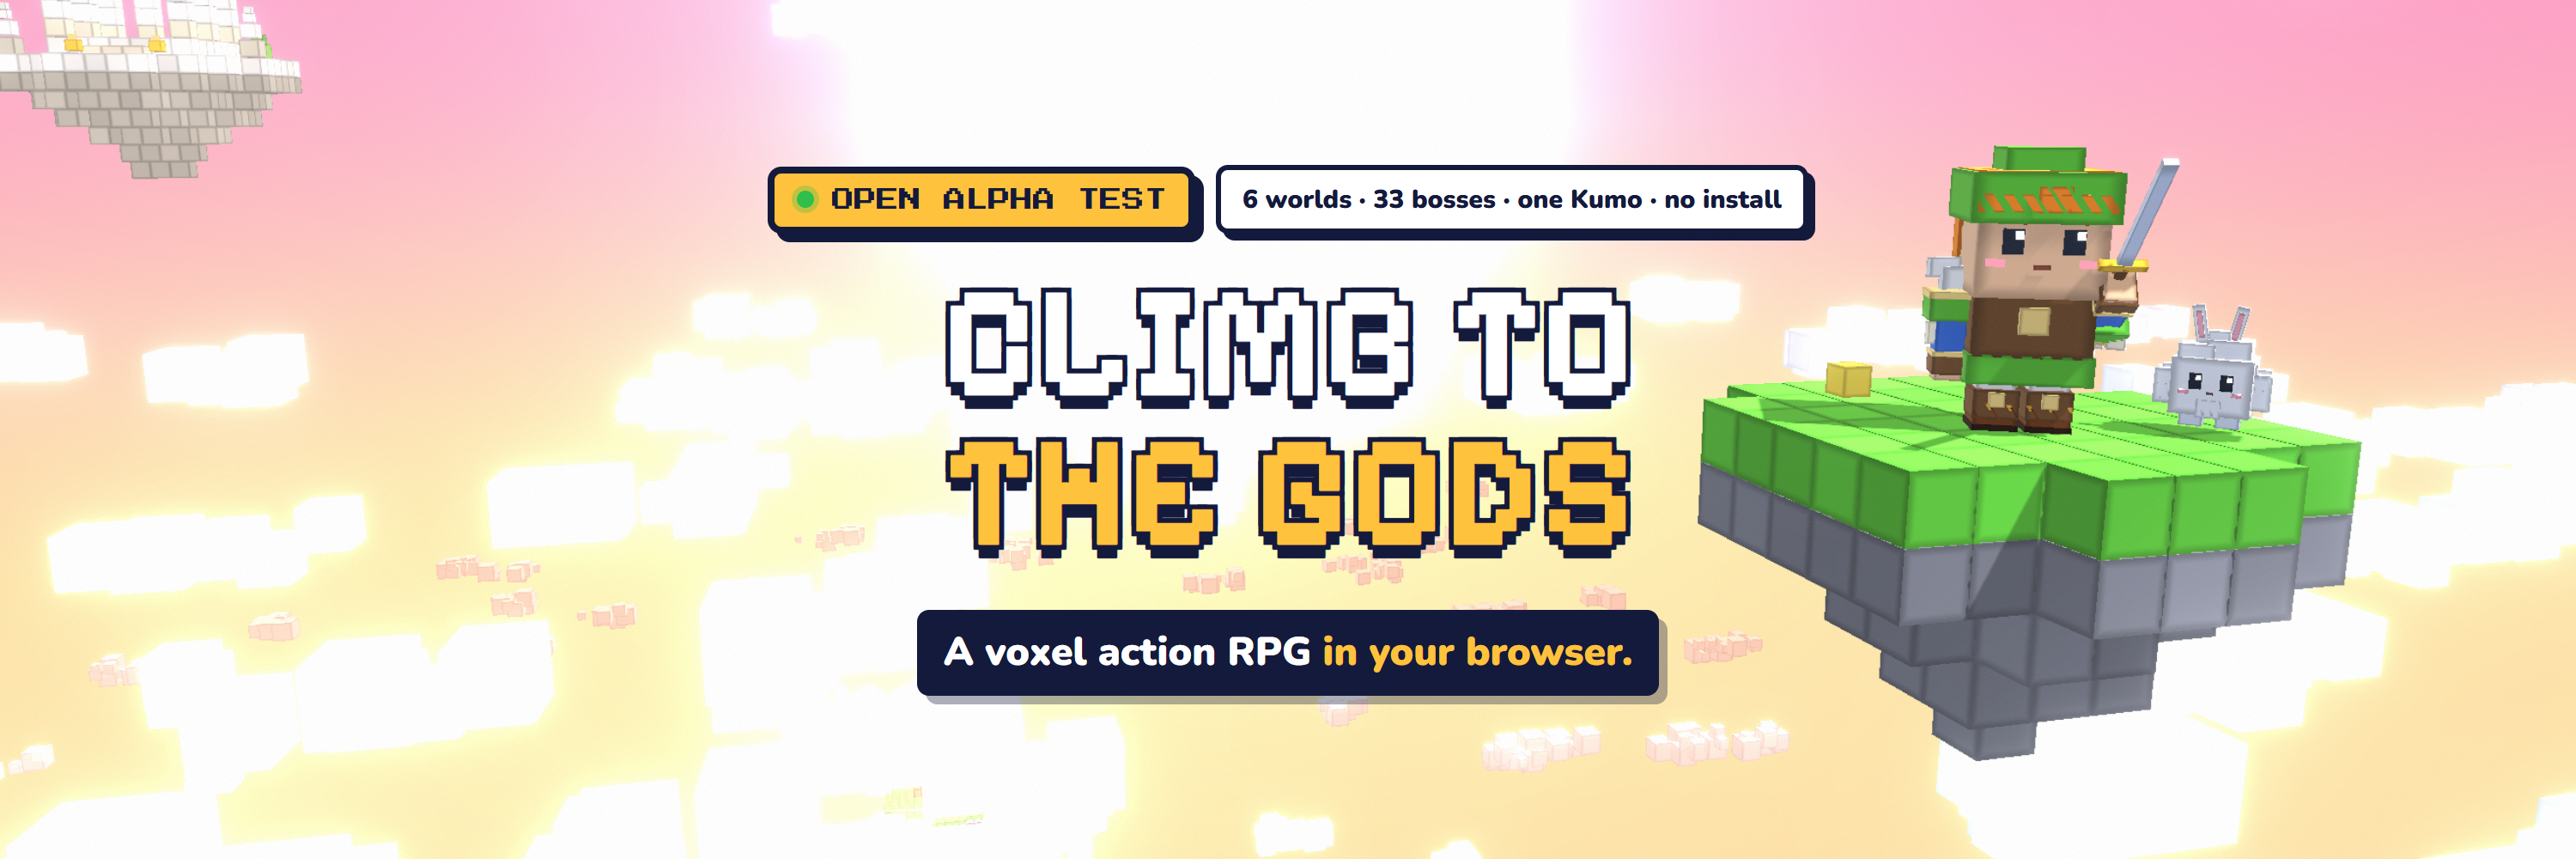 OPEN ALPHA TEST
6 worlds · 33 bosses · one Kumo · no install
CLIMB TO
THE GODS
A voxel action RPG in your browser.